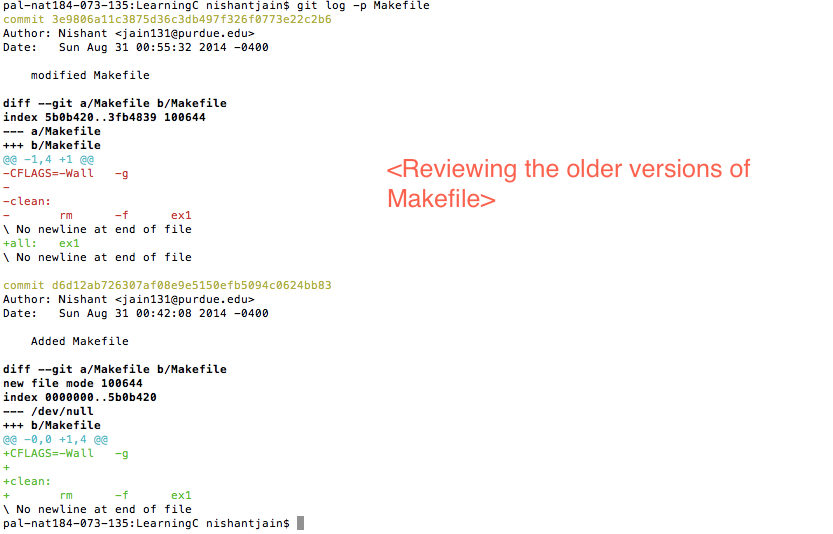 pal-nat184-073-135:LearningC nishantjain$ git log -p Makefile
commit 3e9806a11c3875d36c3db497f326f0773e22c2b6
Author: Nishant <jain131@purdue.edu>
Date:   Sun Aug 31 00:55:32 2014 -0400
    modified Makefile
diff --git a/Makefile b/Makefile
index 5b0b420..3fb4839 100644
--- a/Makefile
+++ b/Makefile
@@ -1,4 +1 @@
-CFLAGS=-Wall   -g
-
-clean:
-       rm      -f      ex1
\ No newline at end of file
+all:   ex1
\ No newline at end of file
<Reviewing the older versions of
Makefile>
commit d6d12ab726307af08e9e5150efb5094c0624bb83
Author: Nishant <jain131@purdue.edu>
Date:   Sun Aug 31 00:42:08 2014 -0400
    Added Makefile
diff --git a/Makefile b/Makefile
new file mode 100644
index 0000000..5b0b420
--- /dev/null
+++ b/Makefile
@@ -0,0 +1,4 @@
+CFLAGS=-Wall   -g
+
+clean:
+       rm      -f      ex1
\ No newline at end of file
pal-nat184-073-135:LearningC nishantjain$